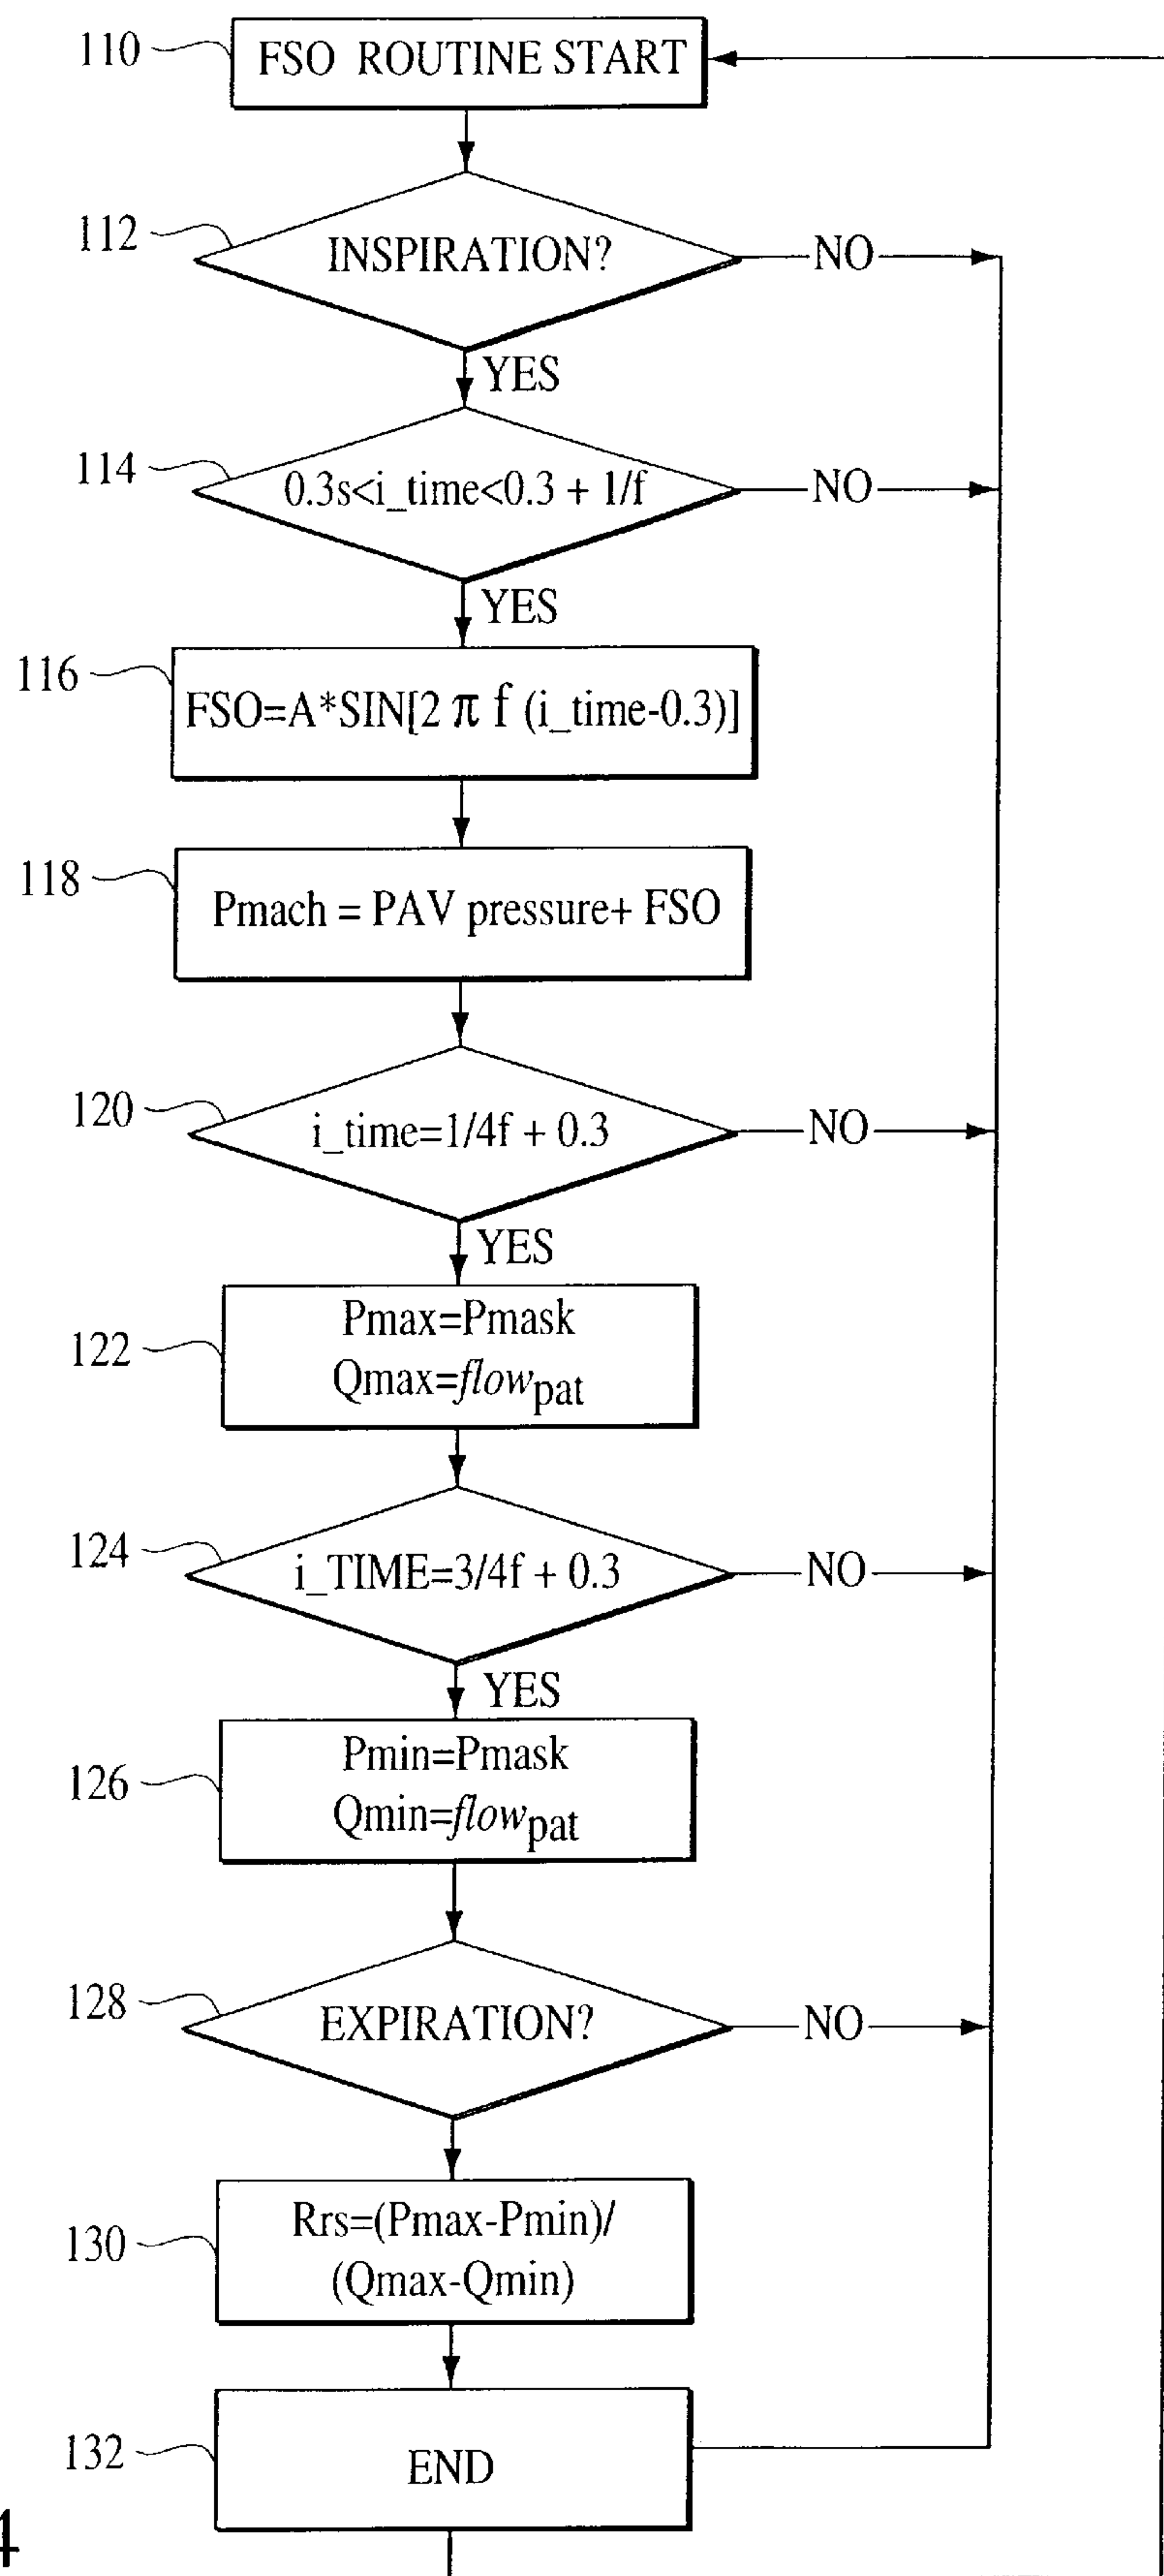 110
FSO ROUTINE START
112
INSPIRATION?
NO
YES
114
0.3s<i_time<0.3 + 1/f
NO
YES
116
FSO=A*SIN[2 π f (i_time-0.3)]
118
Pmach = PAV pressure+ FSO
120
i_time=1/4f + 0.3
NO
YES
122
Pmax=Pmask
Qmax=flowpat
124
i_TIME=3/4f + 0.3
NO
YES
126
Pmin=Pmask
Qmin=flowpat
128
EXPIRATION?
NO
130
Rrs=(Pmax-Pmin)/
(Qmax-Qmin)
132
END
4